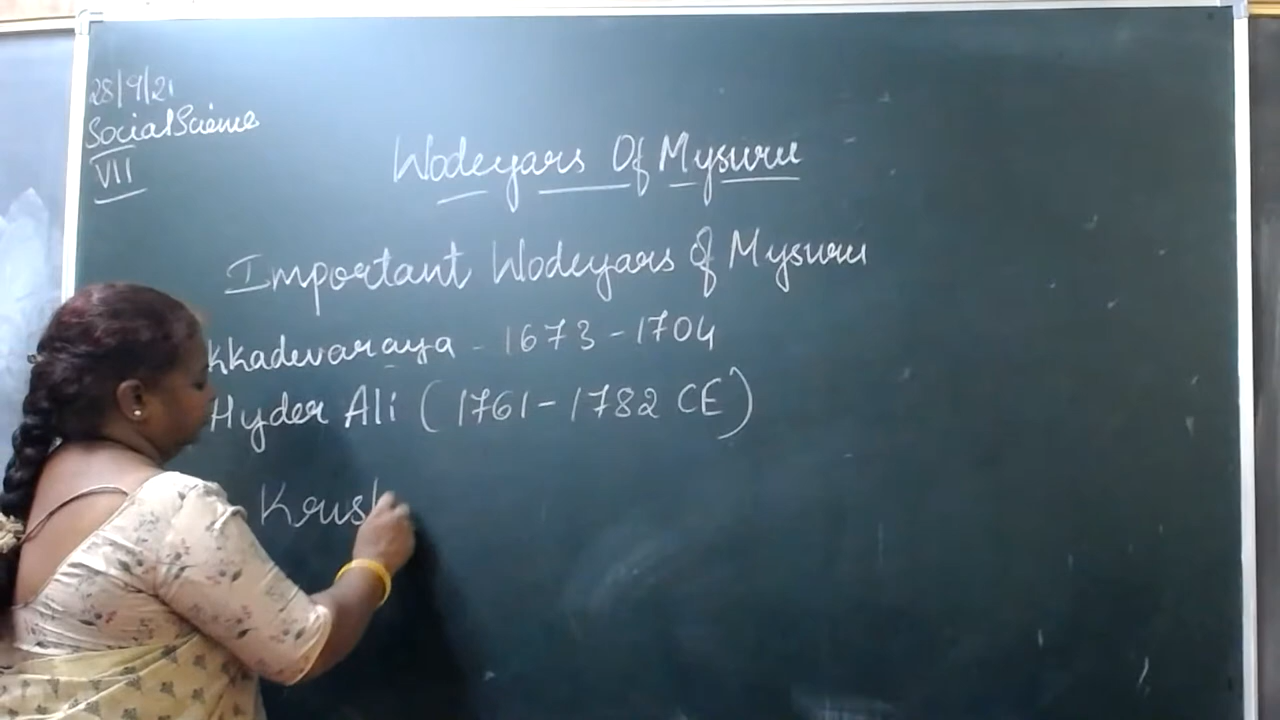 28/9/21
Social Science
VII
Wodeyars Of Mysuru
Important Wodeyars of Mysuru
kkadevaraya - 1673-1704
Hyder Ali ( 1761-1782 CE )
Krush